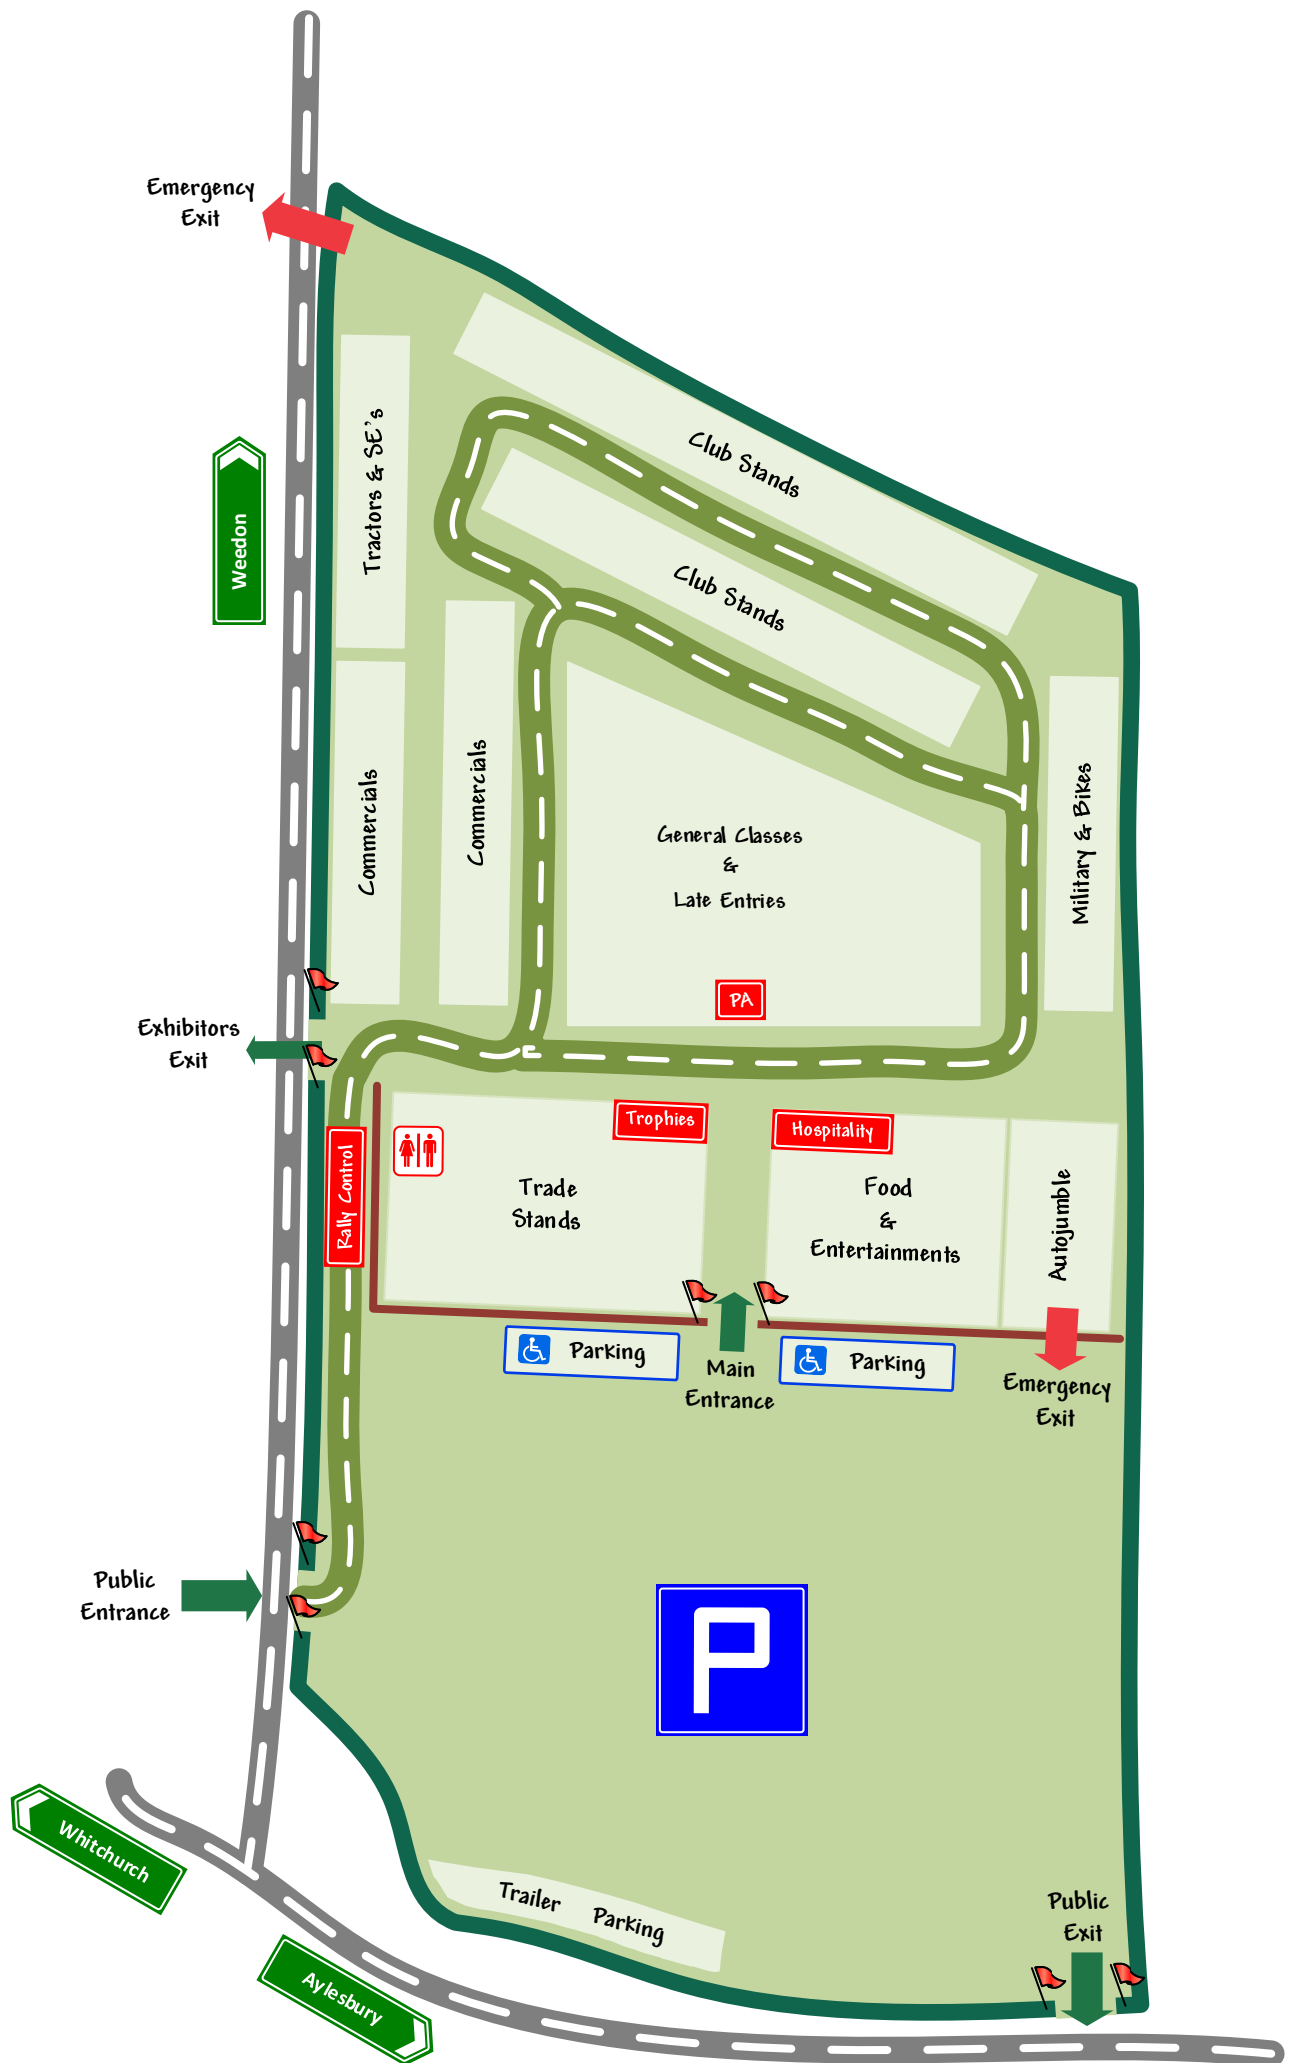 Emergency
Exit
Club Stands
Tractors & SE's
Weedon
Club Stands
Commercials
Commercials
General Classes
&
Late Entries
Military & Bikes
PA
Exhibitors
Exit
Trophies
Hospitality
Rally Control
Trade
Stands
Food
&
Entertainments
Autojumble
Parking
Parking
Main
Entrance
Emergency
Exit
Public
Entrance
P
Whitchurch
Trailer Parking
Public
Exit
Aylesbury